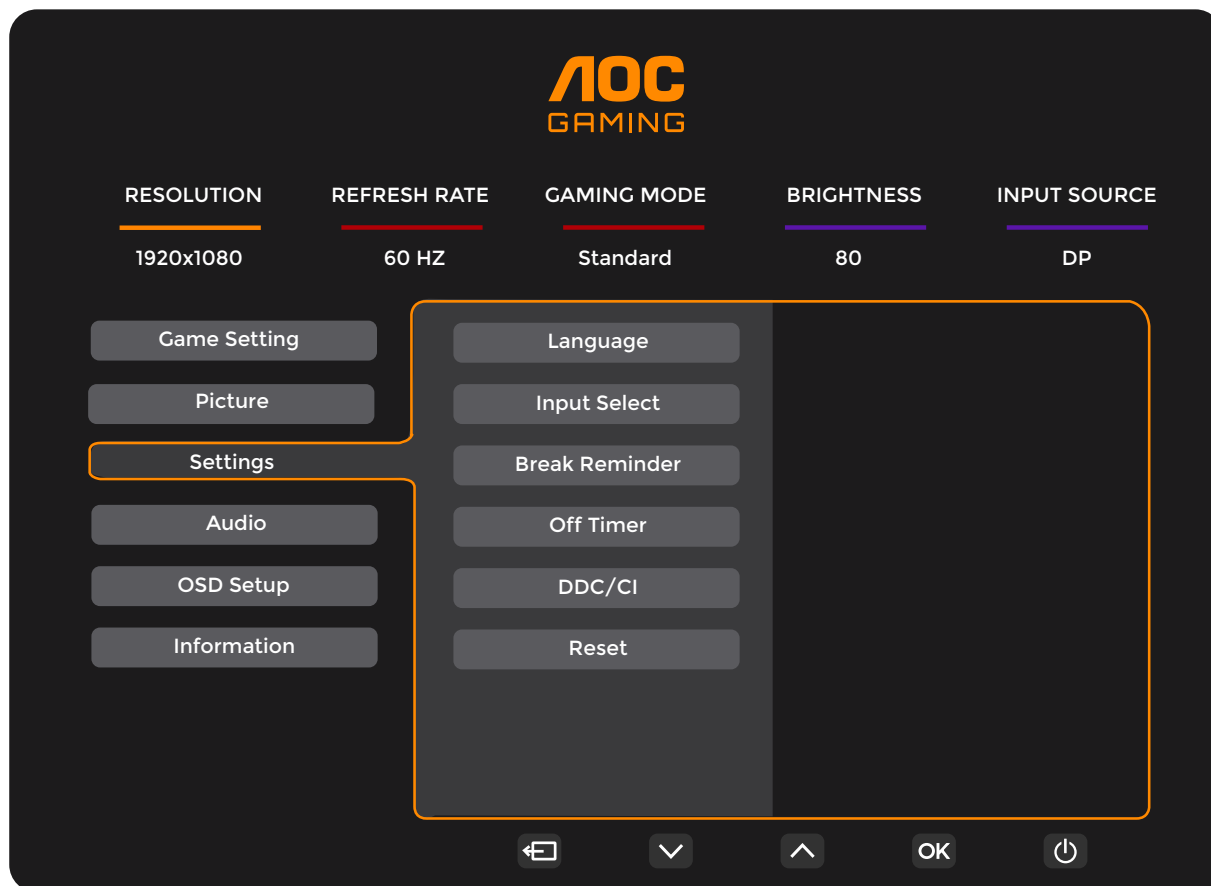 AOC
GAMING
RESOLUTION REFRESH RATE GAMING MODE BRIGHTNESS INPUT SOURCE
1920x1080 60 HZ Standard 80 DP
Game Setting
Picture
Settings
Audio
OSD Setup
Information
Language
Input Select
Break Reminder
Off Timer
DDC/CI
Reset
OK